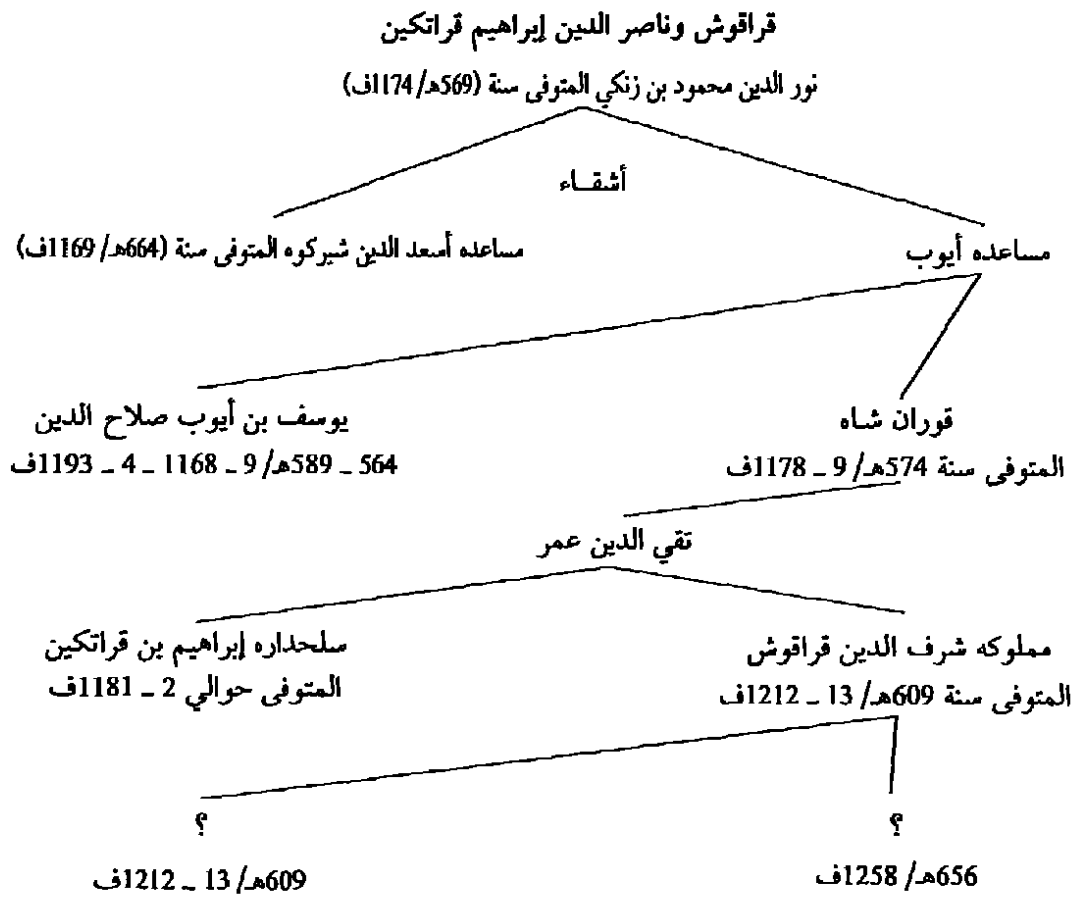 قراقوش وناصر الدين إبراهيم قراتكين
نور الدين محمود بن زنكي المتوفى سنة (569هـ/1174ف)
أشقـاء
مساعده أيوب
مساعده أسعد الدين شيركوه المتوفى سنة (664هـ/1169ف)
قوران شاه
المتوفى سنة 574هـ/ 9 ـ 1178ف
يوسف بن أيوب صلاح الدين
564 ـ 589هـ/ 9 ـ 1168 ـ 4 ـ 1193ف
تقي الدين عمر
مملوكه شرف الدين قراقوش
المتوفى سنة 609هـ/ 13 ـ 1212ف
سلحداره إبراهيم بن قراتكين
المتوفى حوالي 2 ـ 1181ف
؟
656هـ/ 1258ف
؟
609هـ/ 13 ـ 1212ف